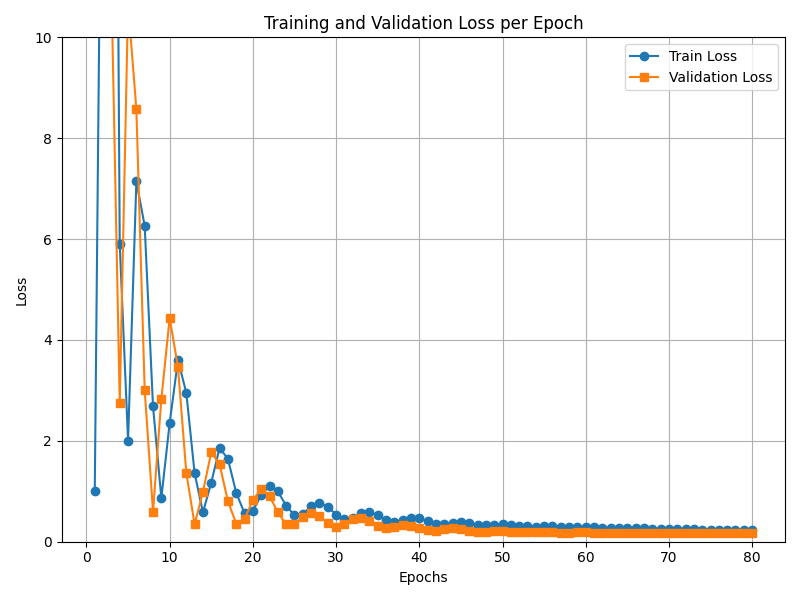 Training and Validation Loss per Epoch
Train Loss
Validation Loss
Loss
10
8
6
4
2
0
0 10 20 30 40 50 60 70 80
Epochs